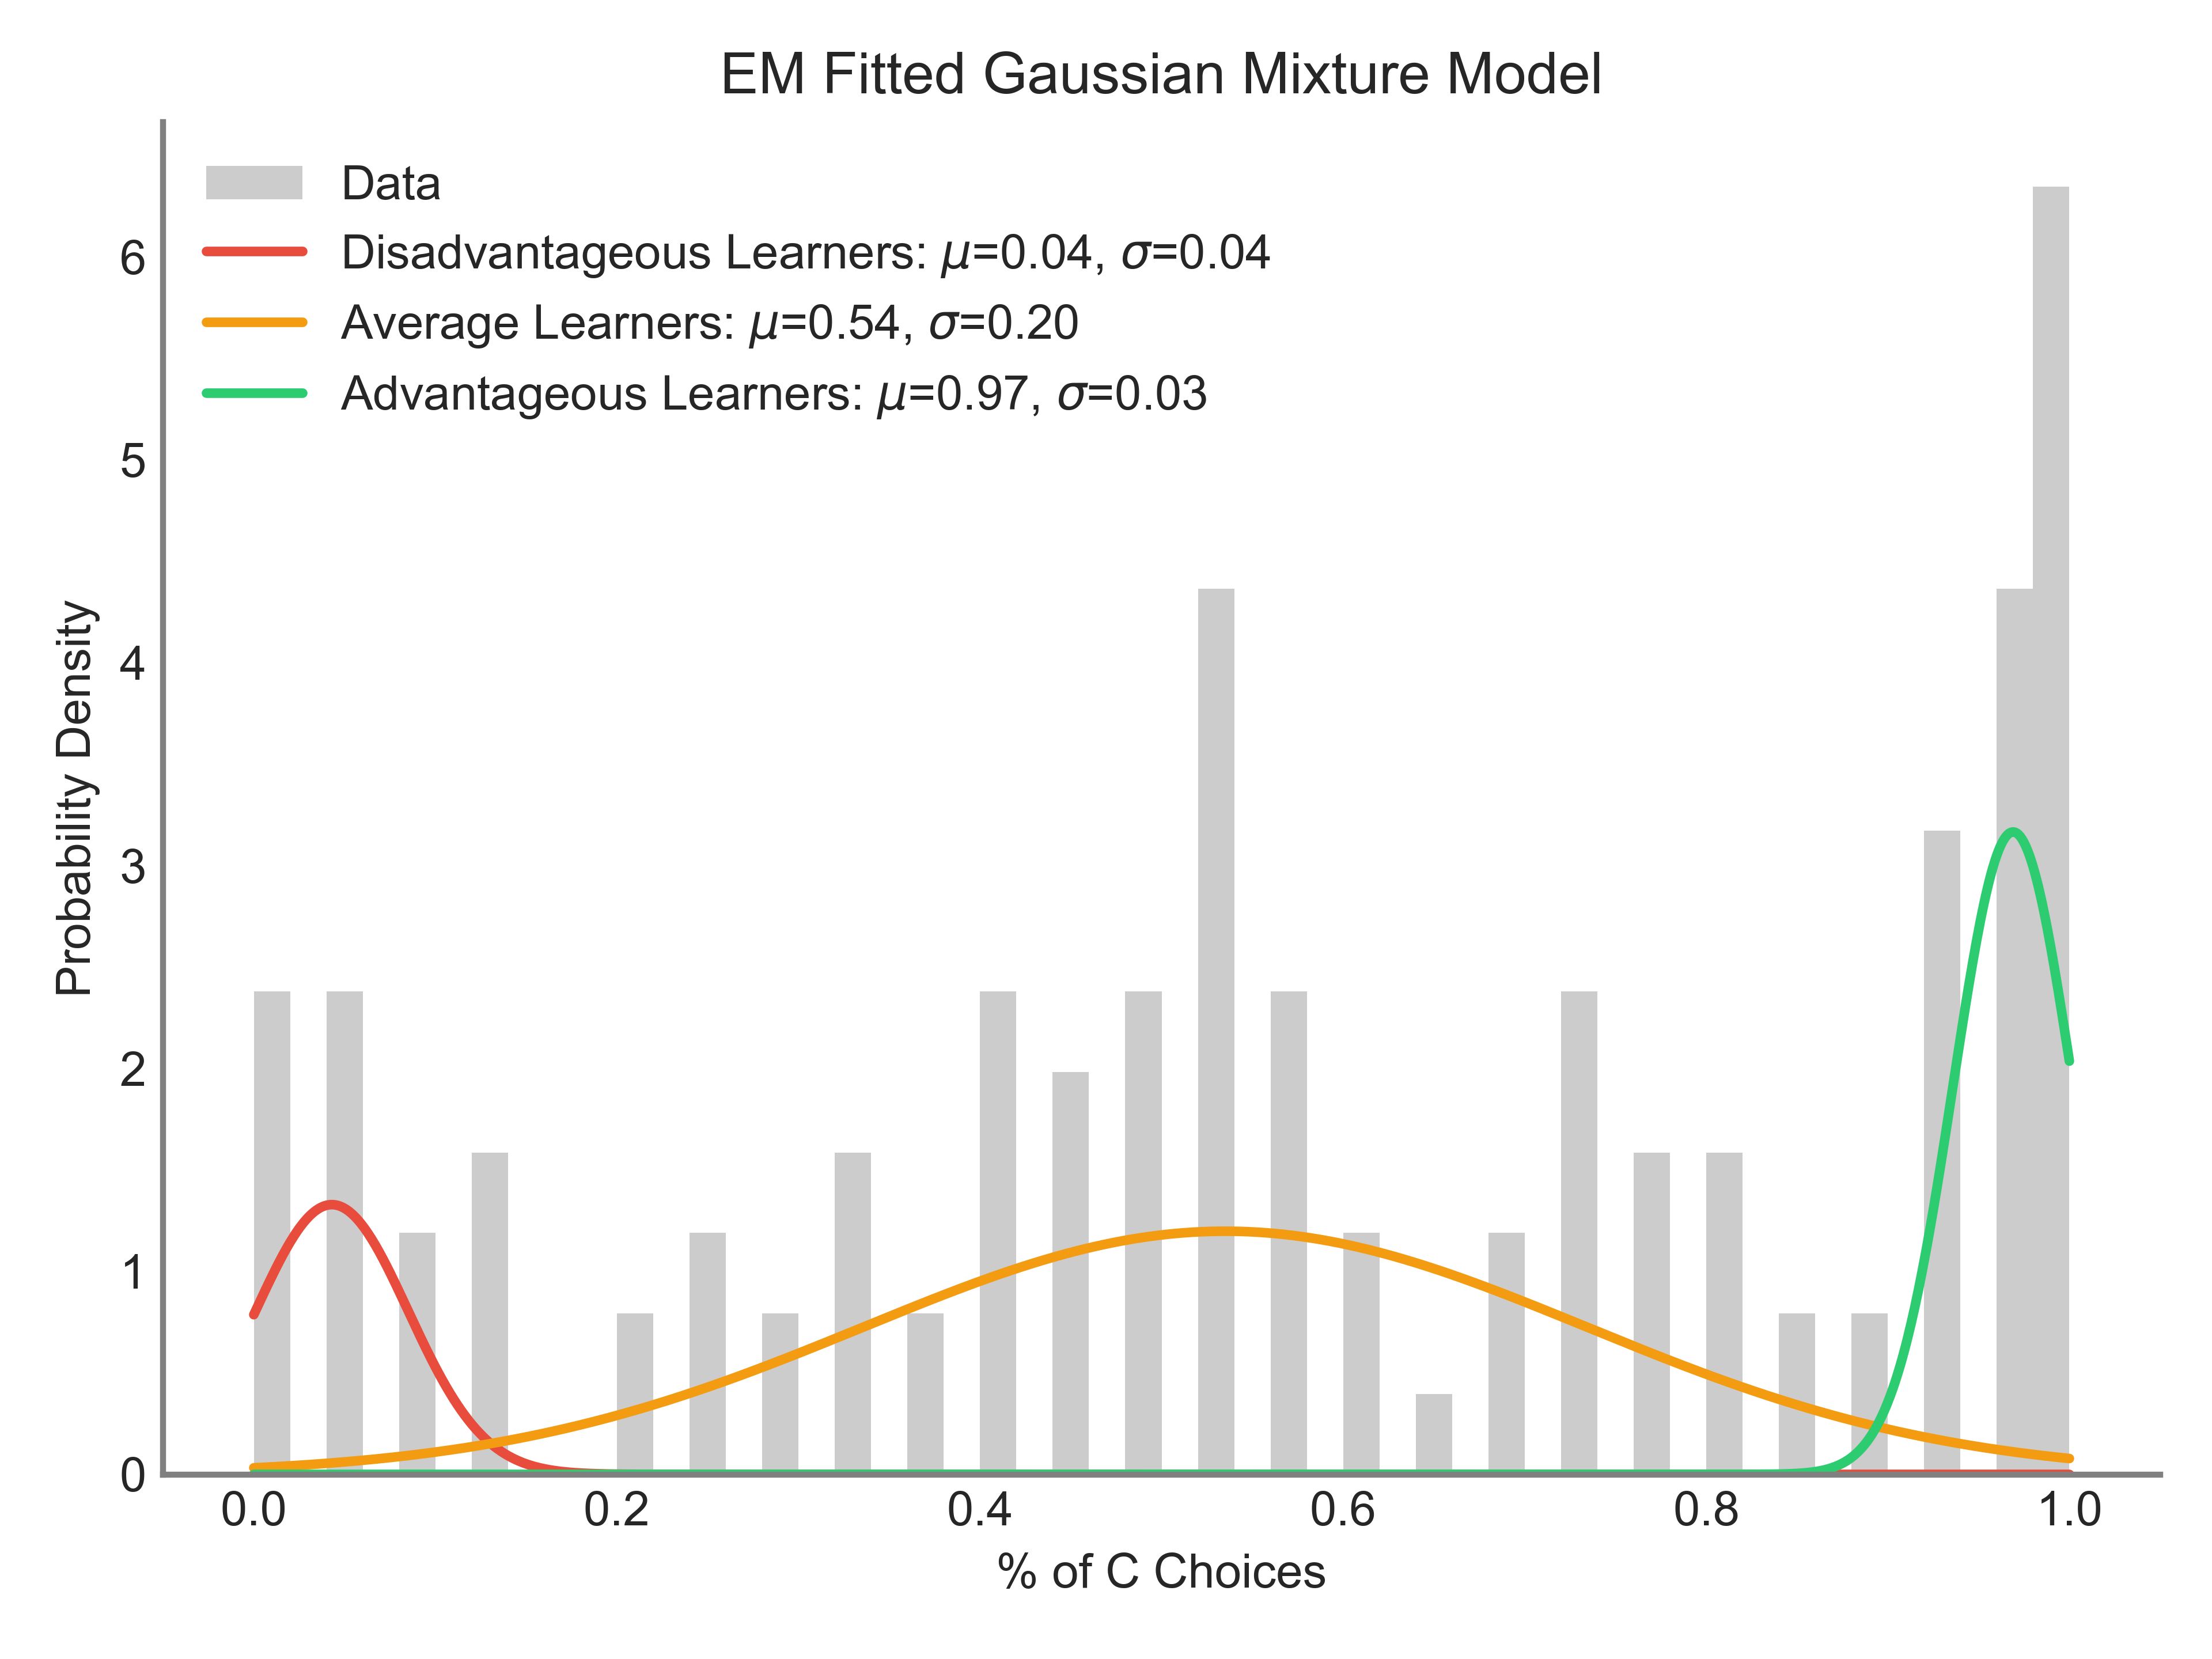 EM Fitted Gaussian Mixture Model
Data
Disadvantageous Learners: μ=0.04, σ=0.04
Average Learners: μ=0.54, σ=0.20
Advantageous Learners: μ=0.97, σ=0.03
Probability Density
6
5
4
3
2
1
0
0.0 0.2 0.4 0.6 0.8 1.0
% of C Choices